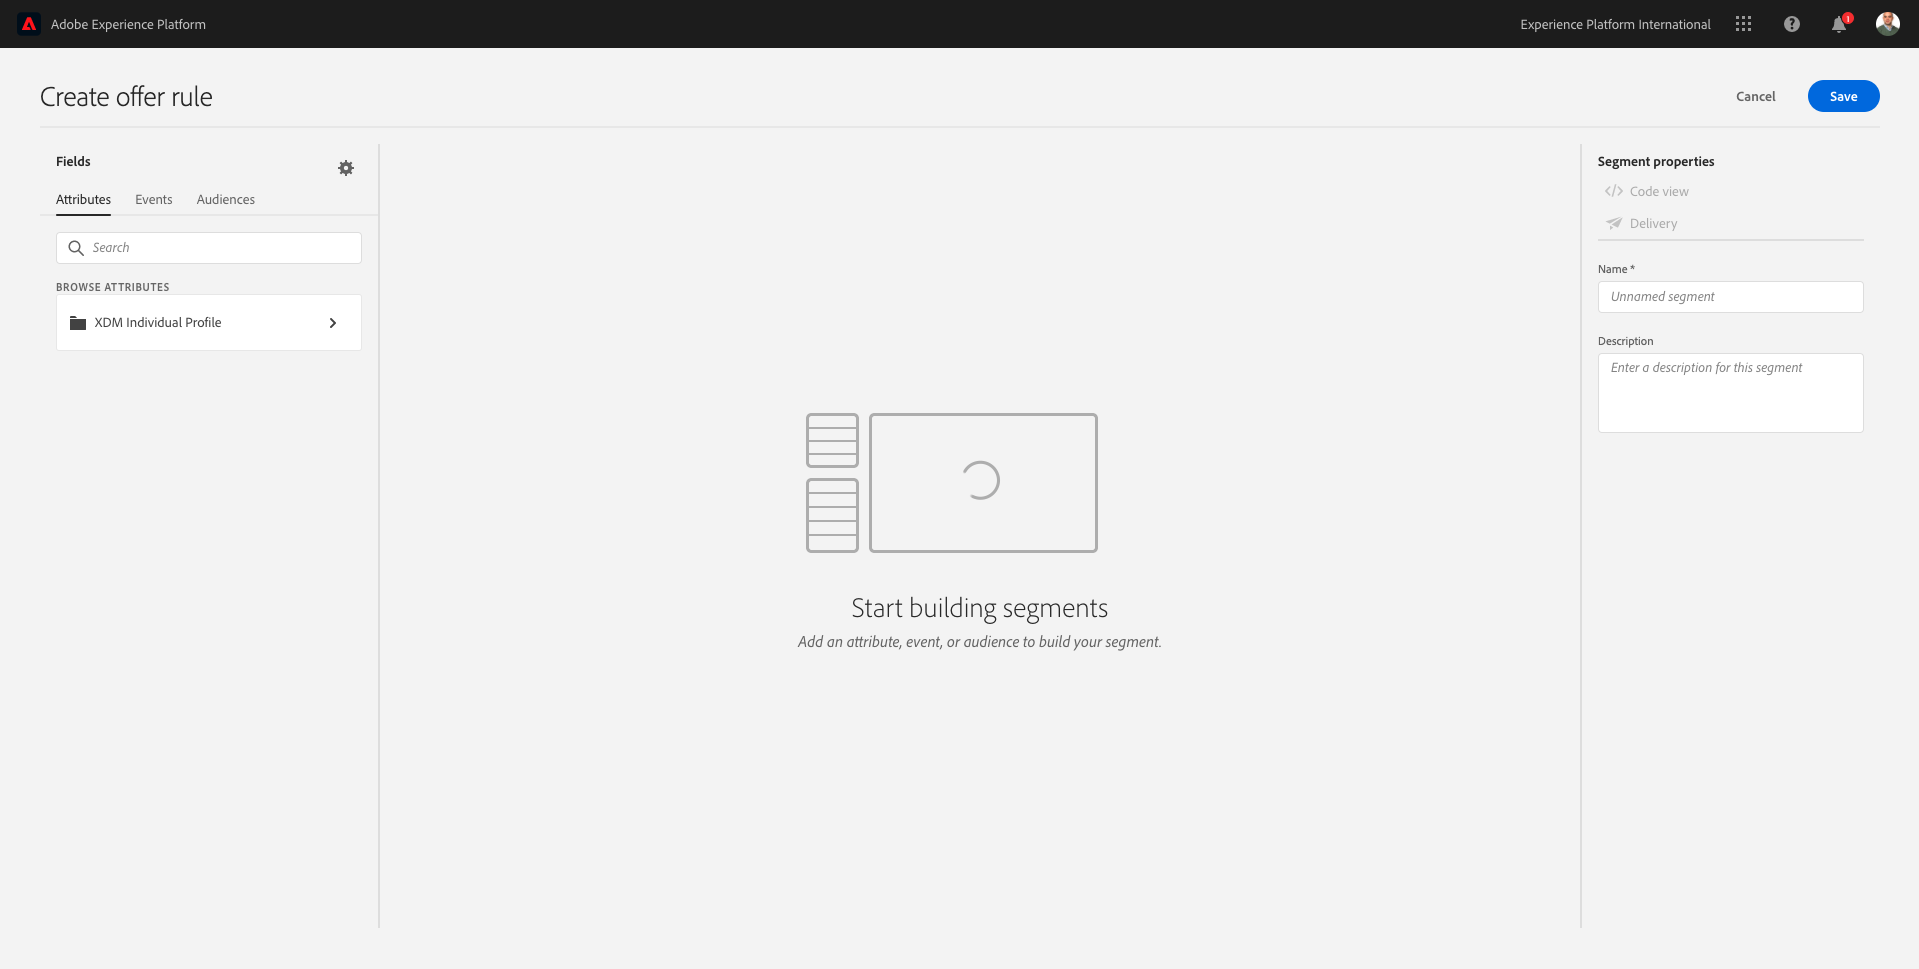 Adobe Experience Platform
Experience Platform International
1
Create offer rule
Cancel
Save
Fields
Attributes
Events
Audiences
Search
BROWSE ATTRIBUTES
XDM Individual Profile
Start building segments
Add an attribute, event, or audience to build your segment.
Segment properties
</> Code view
Delivery
Name *
Unnamed segment
Description
Enter a description for this segment